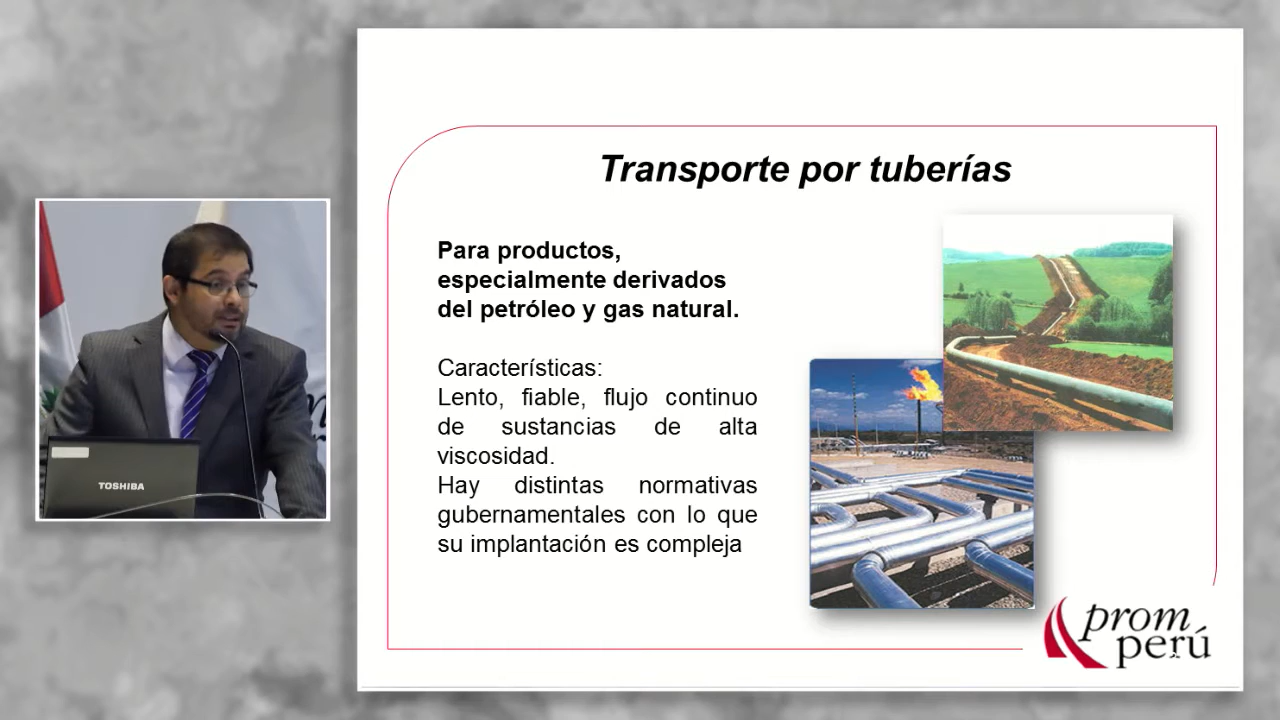 Transporte por tuberías
Para productos,
especialmente derivados
del petróleo y gas natural.
Características:
Lento, fiable, flujo continuo
de sustancias de alta
viscosidad.
Hay distintas normativas
gubernamentales con lo que
su implantación es compleja
TOSHIBA
prom
perú